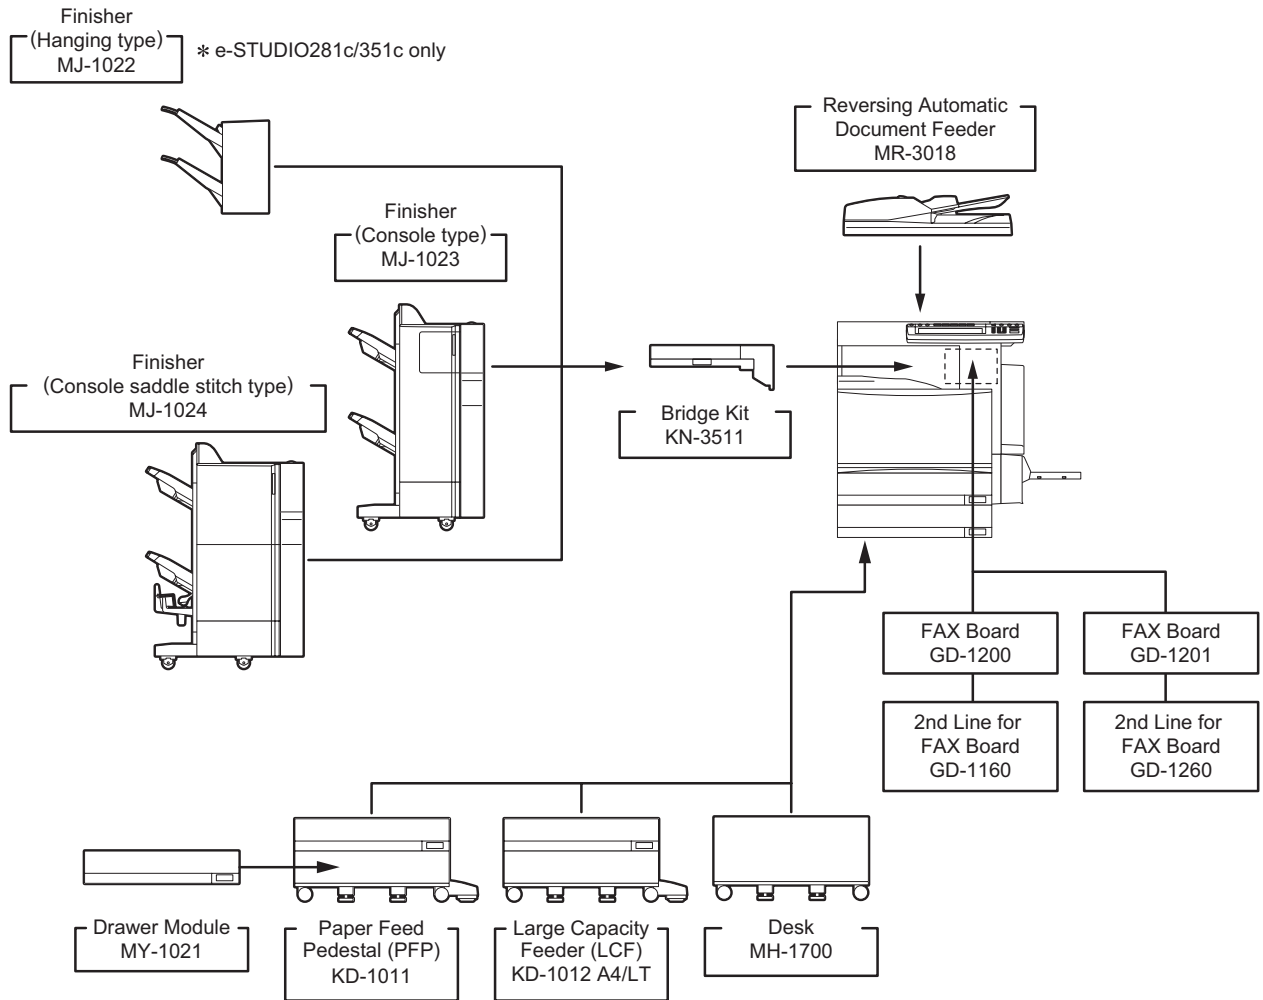 Finisher
(Hanging type)
MJ-1022
* e-STUDIO281c/351c only
Reversing Automatic
Document Feeder
MR-3018
Finisher
(Console type)
MJ-1023
Finisher
(Console saddle stitch type)
MJ-1024
Bridge Kit
KN-3511
FAX Board
GD-1200
FAX Board
GD-1201
2nd Line for
FAX Board
GD-1160
2nd Line for
FAX Board
GD-1260
Drawer Module
MY-1021
Paper Feed
Pedestal (PFP)
KD-1011
Large Capacity
Feeder (LCF)
KD-1012 A4/LT
Desk
MH-1700